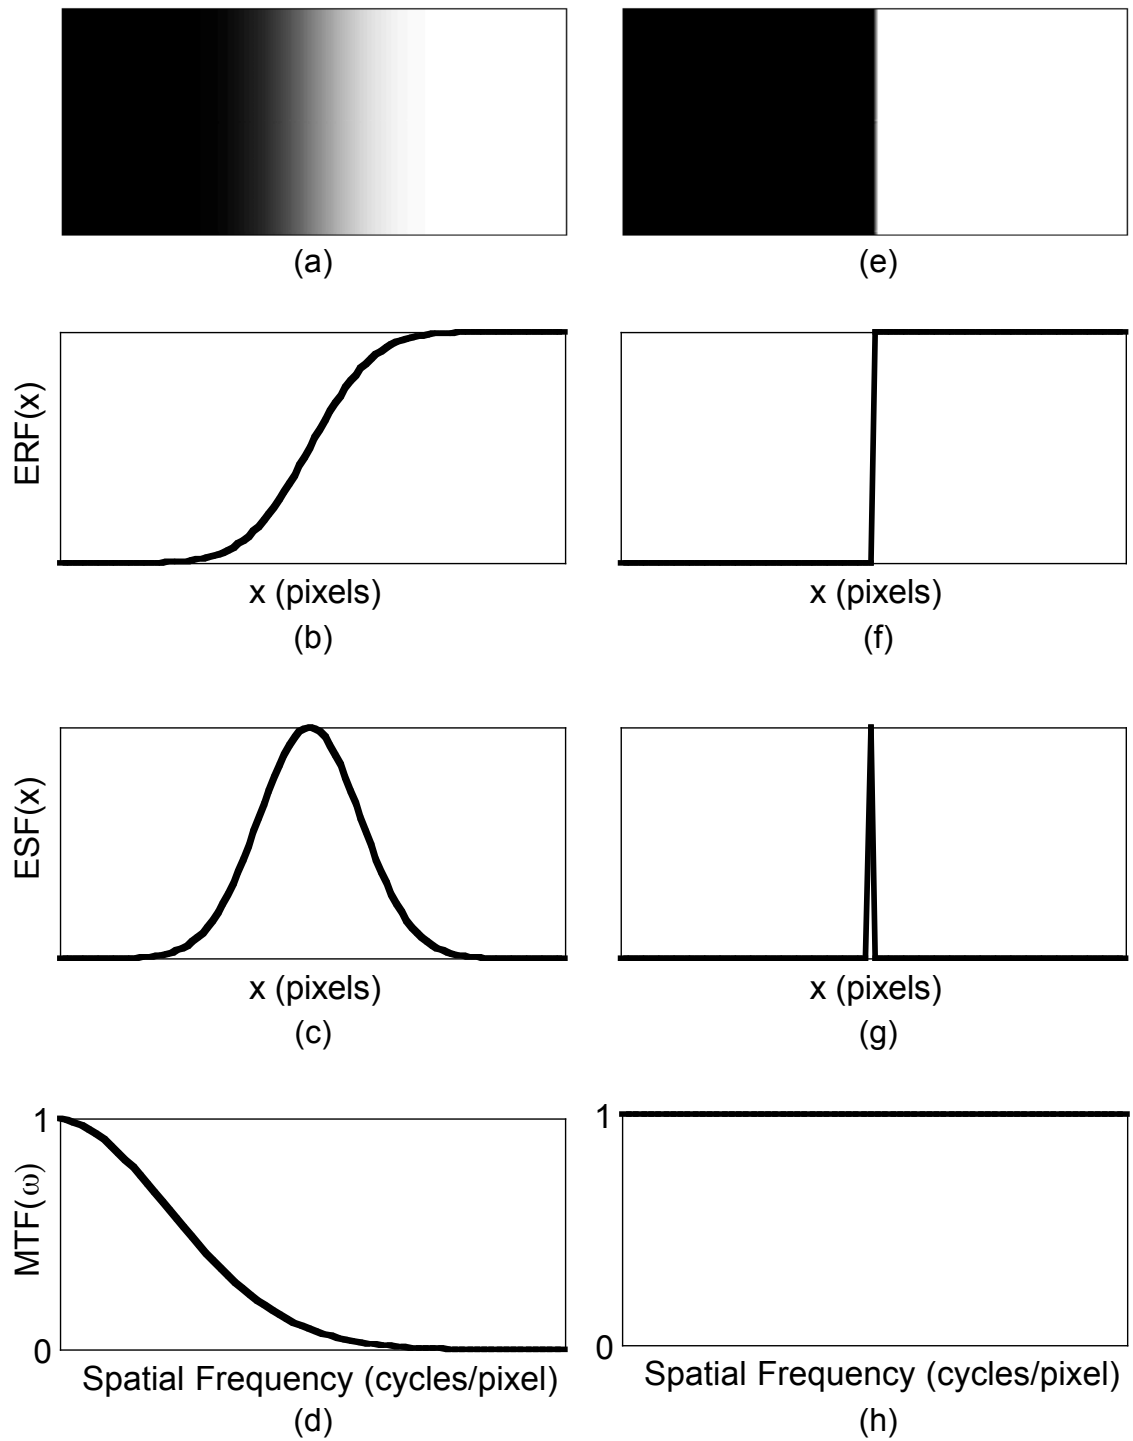 (a)
(e)
ERF(x)
x (pixels)
x (pixels)
(b)
(f)
ESF(x)
x (pixels)
x (pixels)
(c)
(g)
1
1
MTF(ω)
0
0
Spatial Frequency (cycles/pixel)
Spatial Frequency (cycles/pixel)
(d)
(h)